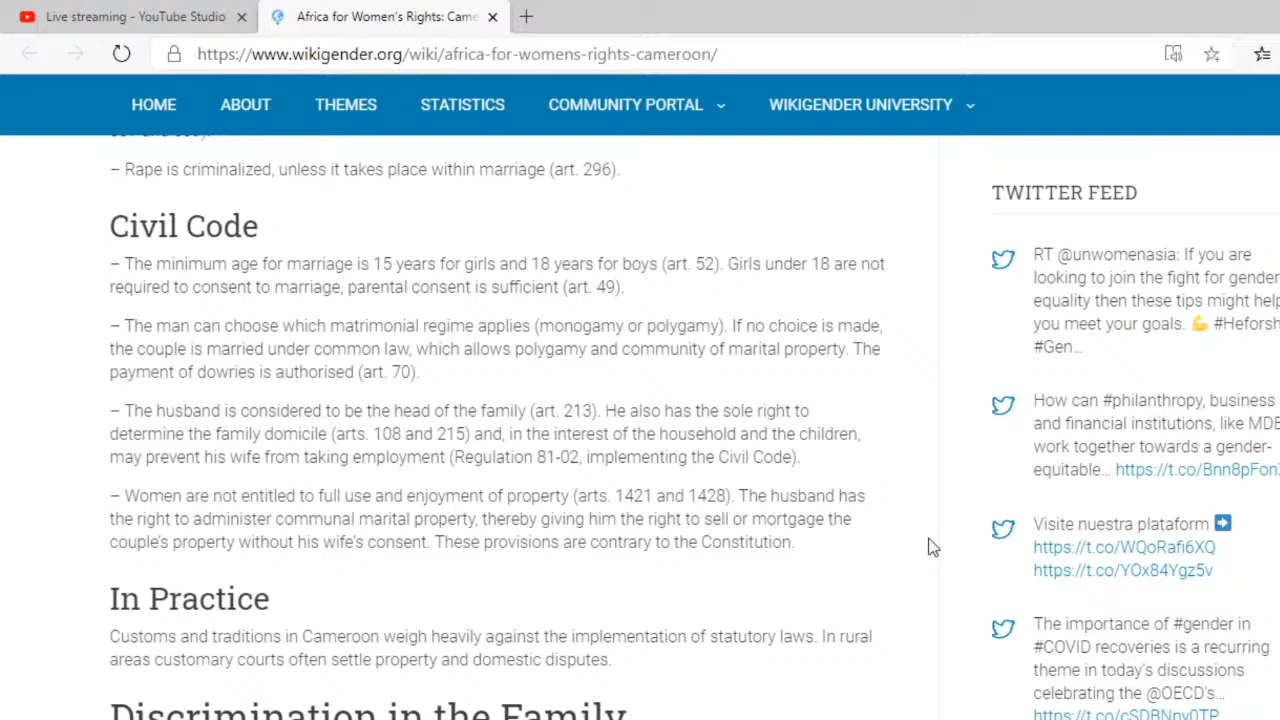 Live streaming - YouTube Studio
Africa for Women's Rights: Came
https://www.wikigender.org/wiki/africa-for-womens-rights-cameroon/
HOME ABOUT THEMES STATISTICS COMMUNITY PORTAL WIKIGENDER UNIVERSITY
– Rape is criminalized, unless it takes place within marriage (art. 296).
Civil Code
– The minimum age for marriage is 15 years for girls and 18 years for boys (art. 52). Girls under 18 are not
required to consent to marriage, parental consent is sufficient (art. 49).
– The man can choose which matrimonial regime applies (monogamy or polygamy). If no choice is made,
the couple is married under common law, which allows polygamy and community of marital property. The
payment of dowries is authorised (art. 70).
– The husband is considered to be the head of the family (art. 213). He also has the sole right to
determine the family domicile (arts. 108 and 215) and, in the interest of the household and the children,
may prevent his wife from taking employment (Regulation 81-02, implementing the Civil Code).
– Women are not entitled to full use and enjoyment of property (arts. 1421 and 1428). The husband has
the right to administer communal marital property, thereby giving him the right to sell or mortgage the
couple's property without his wife's consent. These provisions are contrary to the Constitution.
In Practice
Customs and traditions in Cameroon weigh heavily against the implementation of statutory laws. In rural
areas customary courts often settle property and domestic disputes.
Discrimination in the Family
TWITTER FEED
RT @unwomenasia: If you are
looking to join the fight for gender
equality then these tips might help
you meet your goals. 💪 #Heforsh
#Gen...
How can #philanthropy, business
and financial institutions, like MDB
work together towards a gender-
equitable... https://t.co/Bnn8pFon
Visite nuestra plataform ➡
https://t.co/WQoRafi6XQ
https://t.co/YOx84Ygz5v
The importance of #gender in
#COVID recoveries is a recurring
theme in today's discussions
celebrating the @OECD's...
https://t.co/cSDBNpy0TP